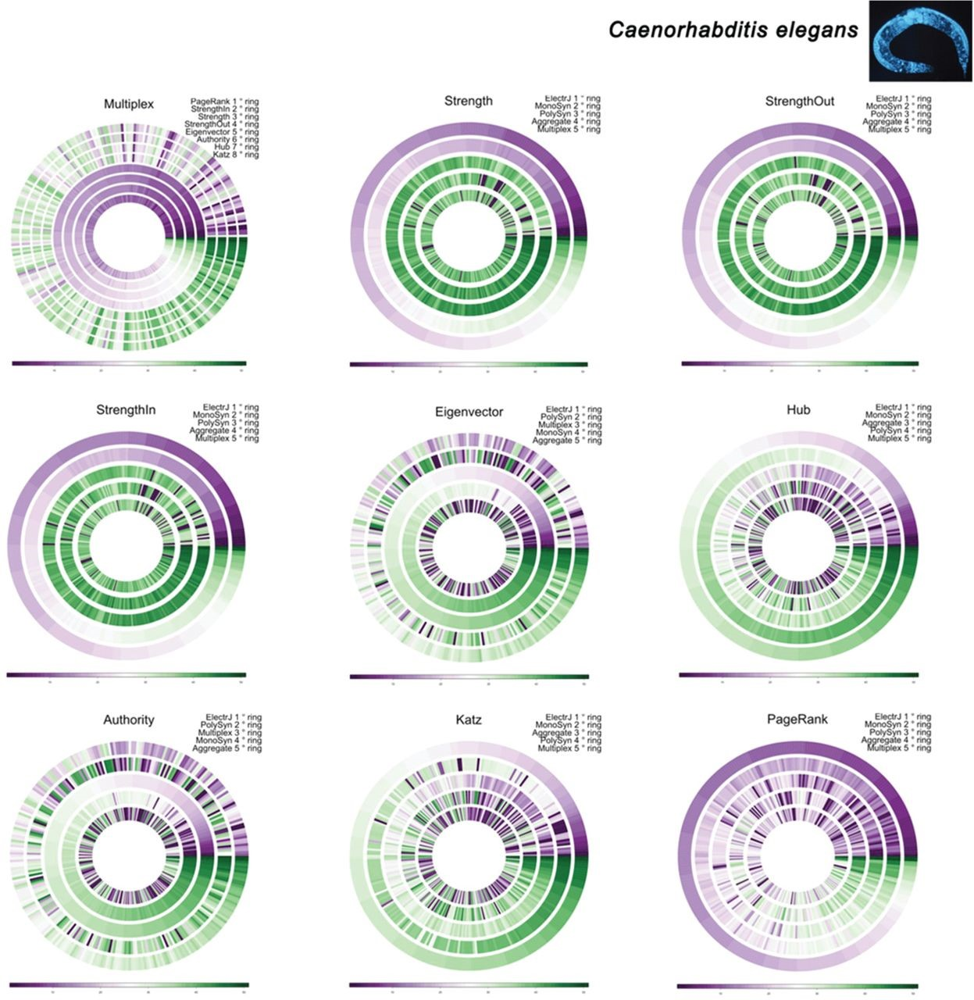 Caenorhabditis elegans
Multiplex
PageRank 1 ° ring
StrengthIn 2 ° ring
Strength 3 ° ring
StrengthOut 4 ° ring
Eigenvector 5 ° ring
Authority 6 ° ring
Hub 7 ° ring
Katz 8 ° ring
Strength
ElectrJ 1 ° ring
MonoSyn 2 ° ring
PolySyn 3 ° ring
Aggregate 4 ° ring
Multiplex 5 ° ring
StrengthOut
ElectrJ 1 ° ring
MonoSyn 2 ° ring
PolySyn 3 ° ring
Aggregate 4 ° ring
Multiplex 5 ° ring
StrengthIn
ElectrJ 1 ° ring
MonoSyn 2 ° ring
PolySyn 3 ° ring
Aggregate 4 ° ring
Multiplex 5 ° ring
Eigenvector
ElectrJ 1 ° ring
PolySyn 2 ° ring
Multiplex 3 ° ring
MonoSyn 4 ° ring
Aggregate 5 ° ring
Hub
ElectrJ 1 ° ring
MonoSyn 2 ° ring
Aggregate 3 ° ring
PolySyn 4 ° ring
Multiplex 5 ° ring
Authority
ElectrJ 1 ° ring
PolySyn 2 ° ring
Multiplex 3 ° ring
MonoSyn 4 ° ring
Aggregate 5 ° ring
Katz
ElectrJ 1 ° ring
MonoSyn 2 ° ring
Aggregate 3 ° ring
PolySyn 4 ° ring
Multiplex 5 ° ring
PageRank
ElectrJ 1 ° ring
MonoSyn 2 ° ring
PolySyn 3 ° ring
Aggregate 4 ° ring
Multiplex 5 ° ring